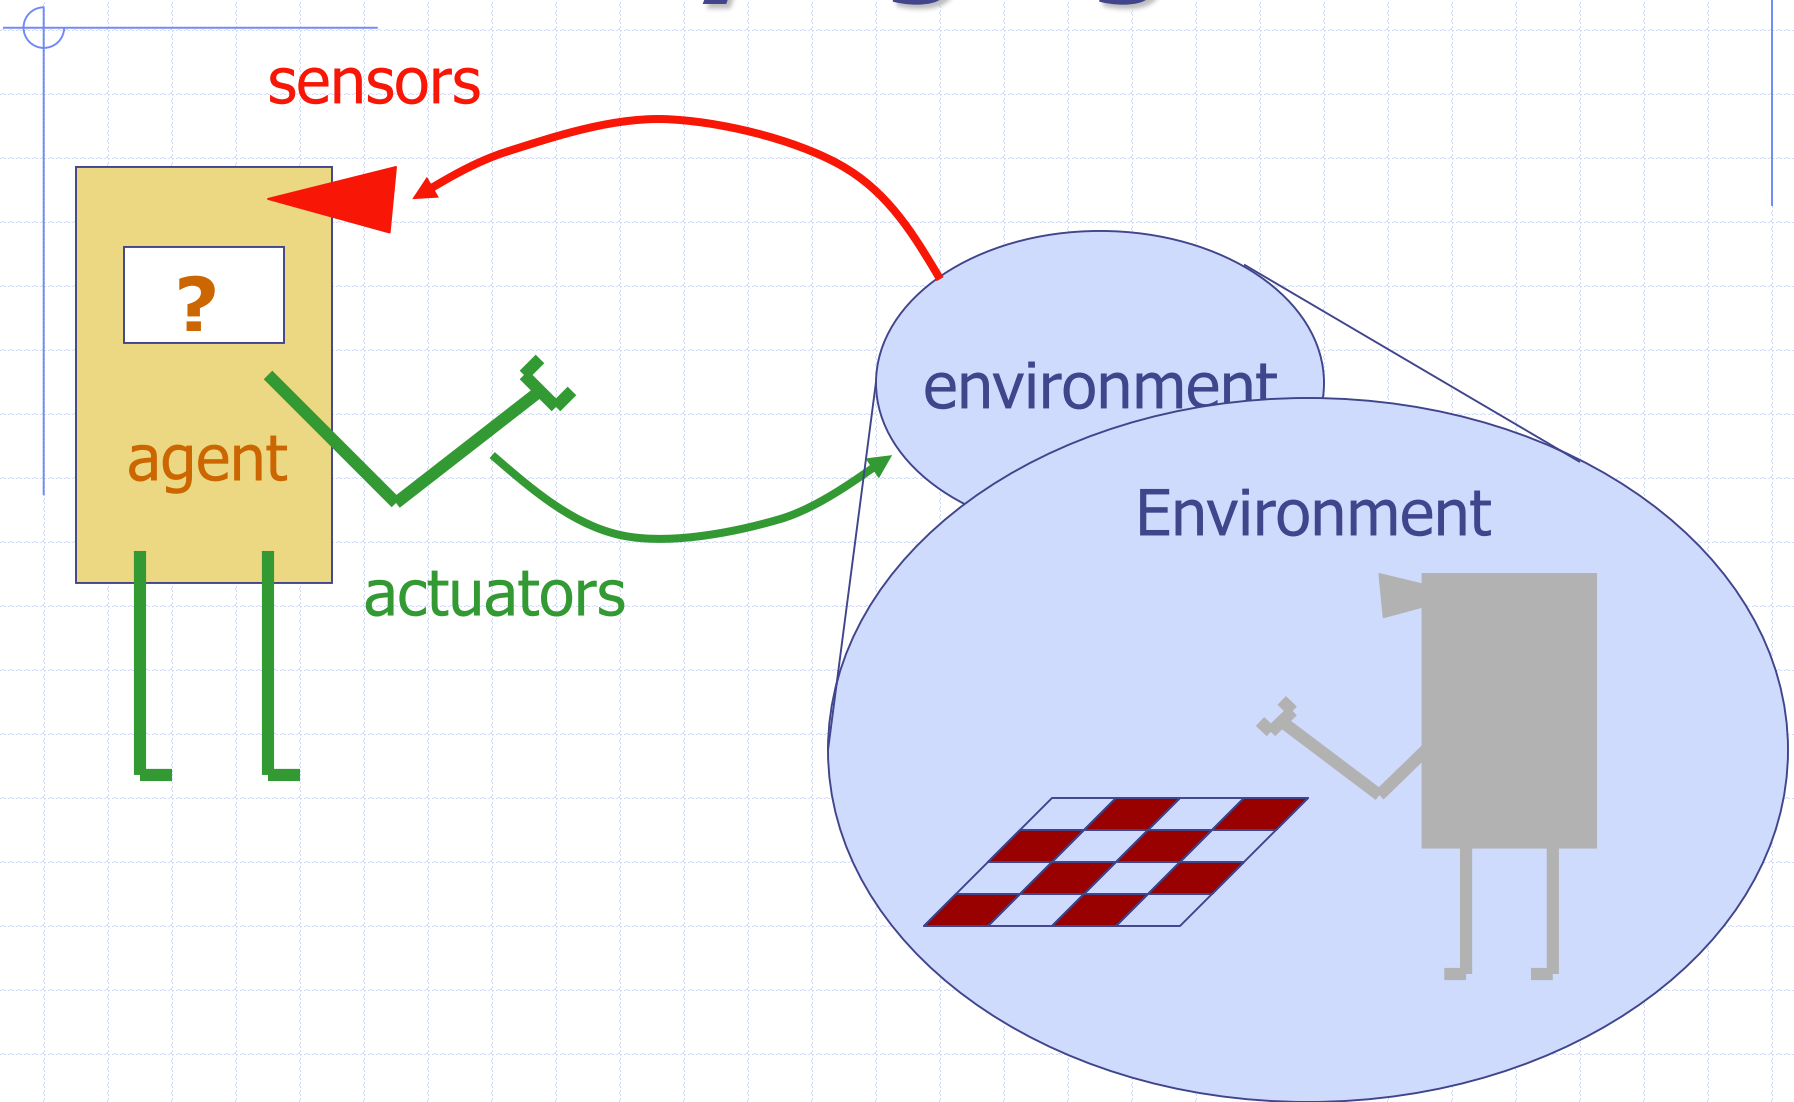 sensors
?
environment
agent
Environment
actuators